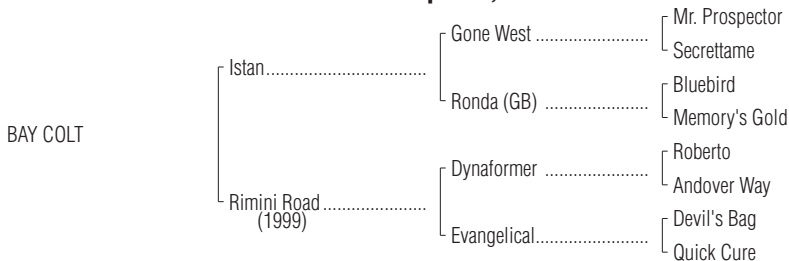 Mr. Prospector
Gone West
Secrettame
Istan
Bluebird
Ronda (GB)
Memory's Gold
BAY COLT
Roberto
Dynaformer
Andover Way
Rimini Road
(1999)
Devil's Bag
Evangelical
Quick Cure